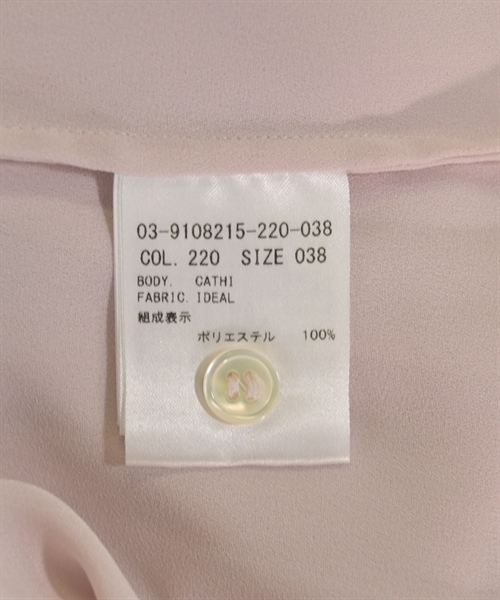 03-9108215-220-038
COL. 220 SIZE 038
BODY. CATHI
FABRIC. IDEAL
組成表示
ポリエステル 100%